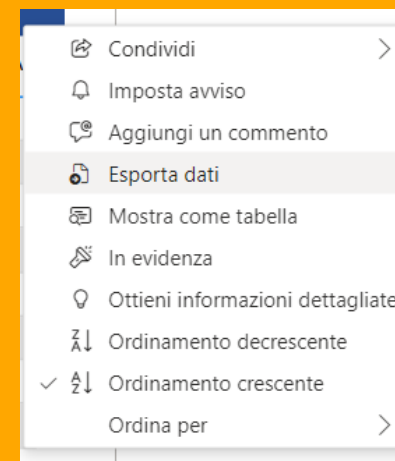 Condividi
Imposta avviso
Aggiungi un commento
Esporta dati
Mostra come tabella
In evidenza
Ottieni informazioni dettagliate
Ordinamento decrescente
Ordinamento crescente
Ordina per